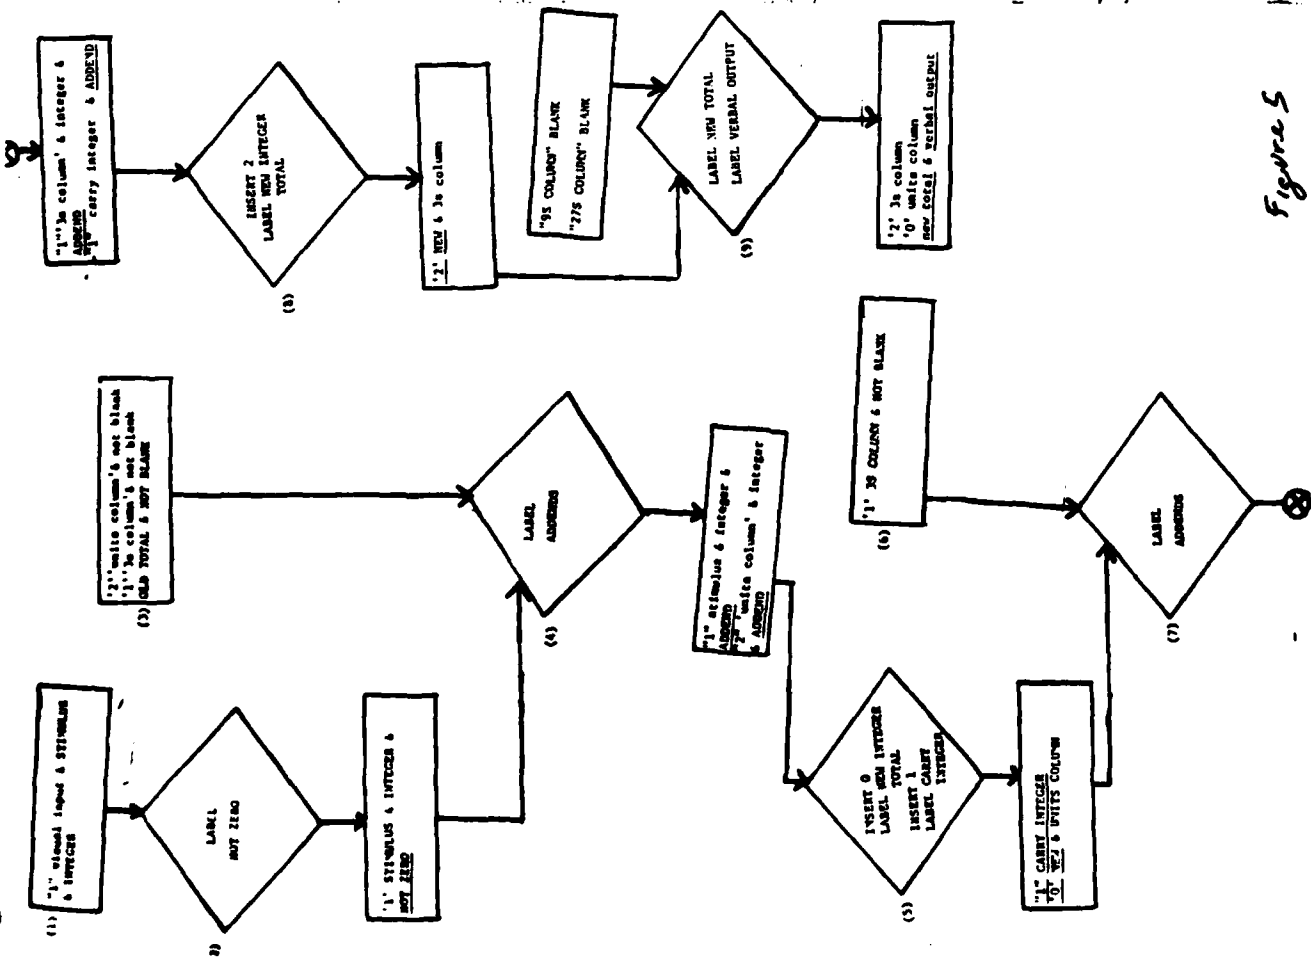 (1) "1" visual input & STIMULUS
& INTEGER
2)
LABEL
NOT ZERO
'1' STIMULUS & INTEGER &
NOT ZERO
(3)
'2' 'units column' & not blank
'1' '3s column' & not blank
OLD TOTAL & NOT BLANK
(4)
LABEL
ADDENDS
"1" stimulus & integer &
ADDEND
"2" 'units column' & integer
& ADDEND
(5)
INSERT 0
LABEL NEW INTEGER
TOTAL
INSERT 1
LABEL CARRY
INTEGER
"1" CARRY INTEGER
'0' NEW & UNITS COLUMN
(6)
'1' 3S COLUMN & NOT BLANK
(7)
LABEL
ADDENDS
"1" '3s column' & integer &
ADDEND
"1" carry integer & ADDEND
(8)
INSERT 2
LABEL NEW INTEGER
TOTAL
'2' NEW & 3s column
"9S COLUMN" BLANK
"27S COLUMN" BLANK
(9)
LABEL NEW TOTAL
LABEL VERBAL OUTPUT
'2' 3s column
'0' units column
new total & verbal output
Figure 5